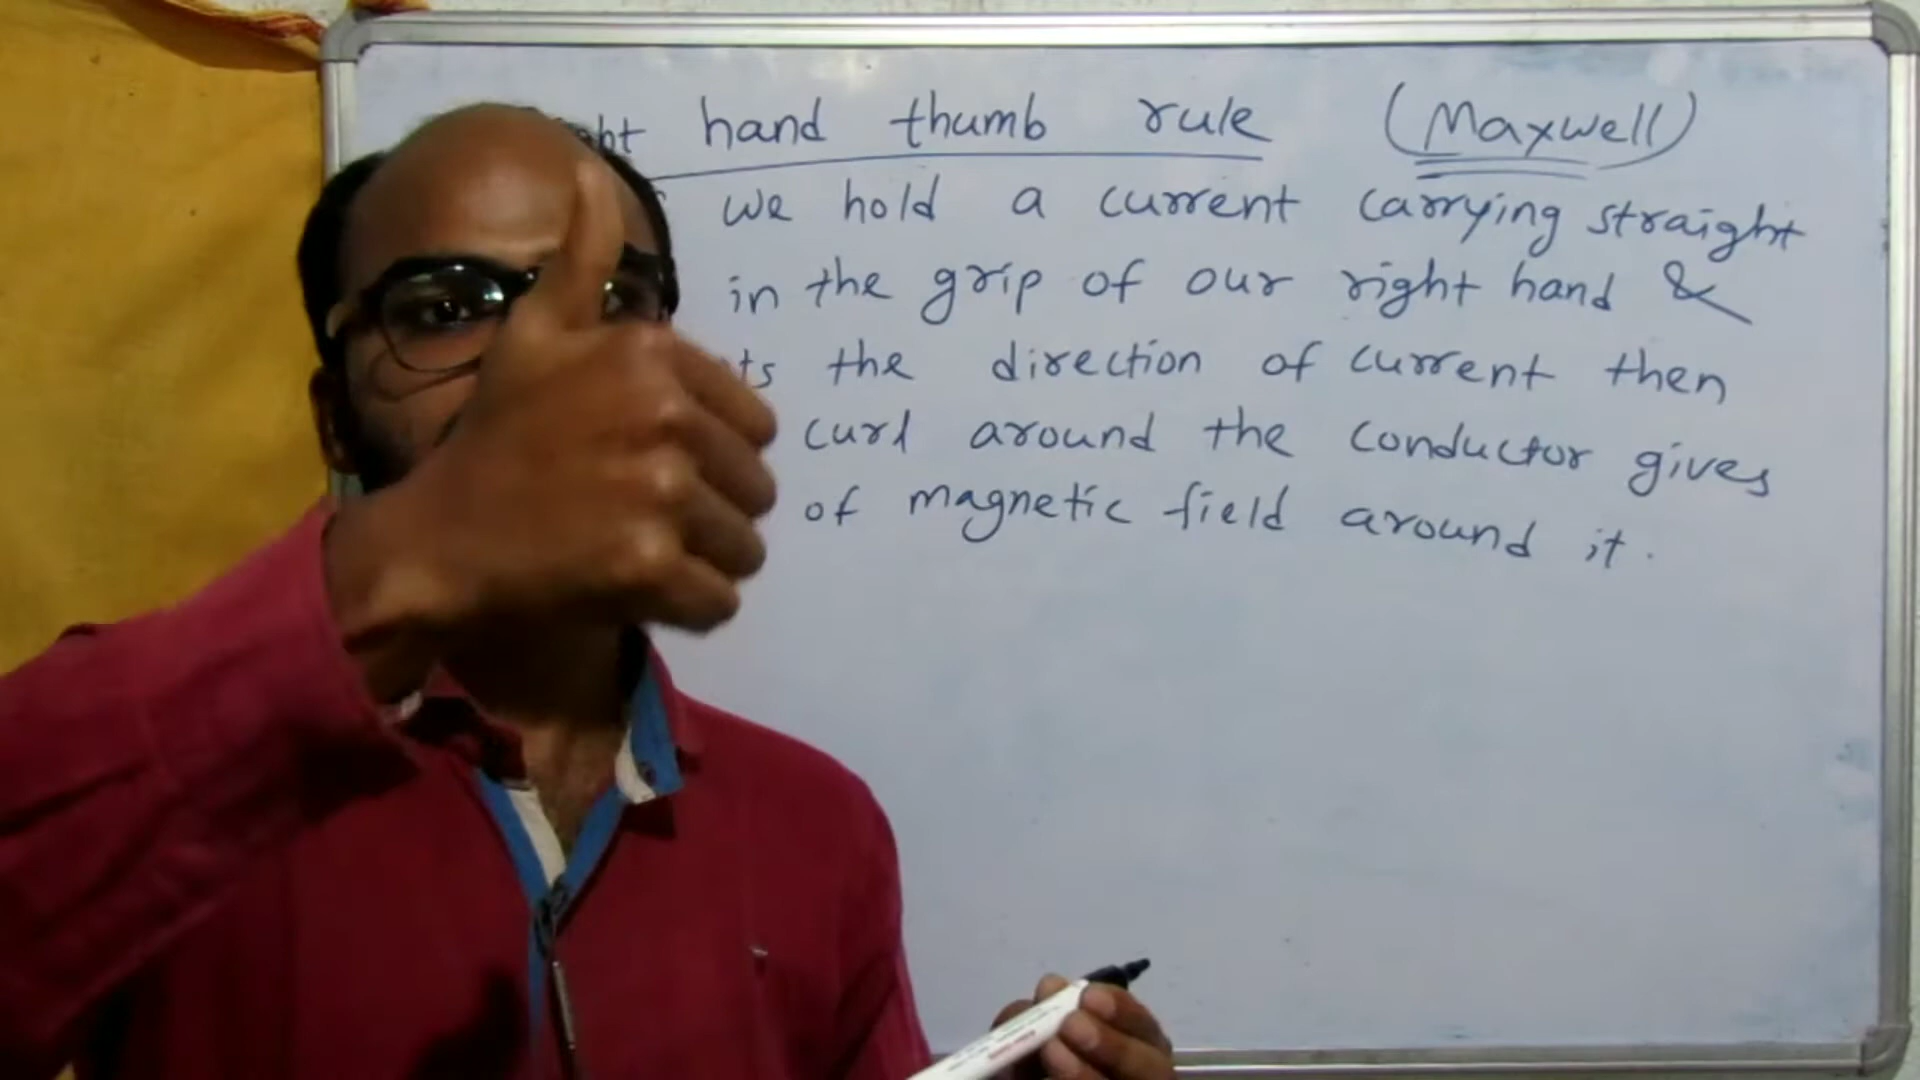 hand thumb rule (Maxwell)
we hold a current carrying straight
in the grip of our right hand &
the direction of current then
curl around the conductor gives
of magnetic field around it.